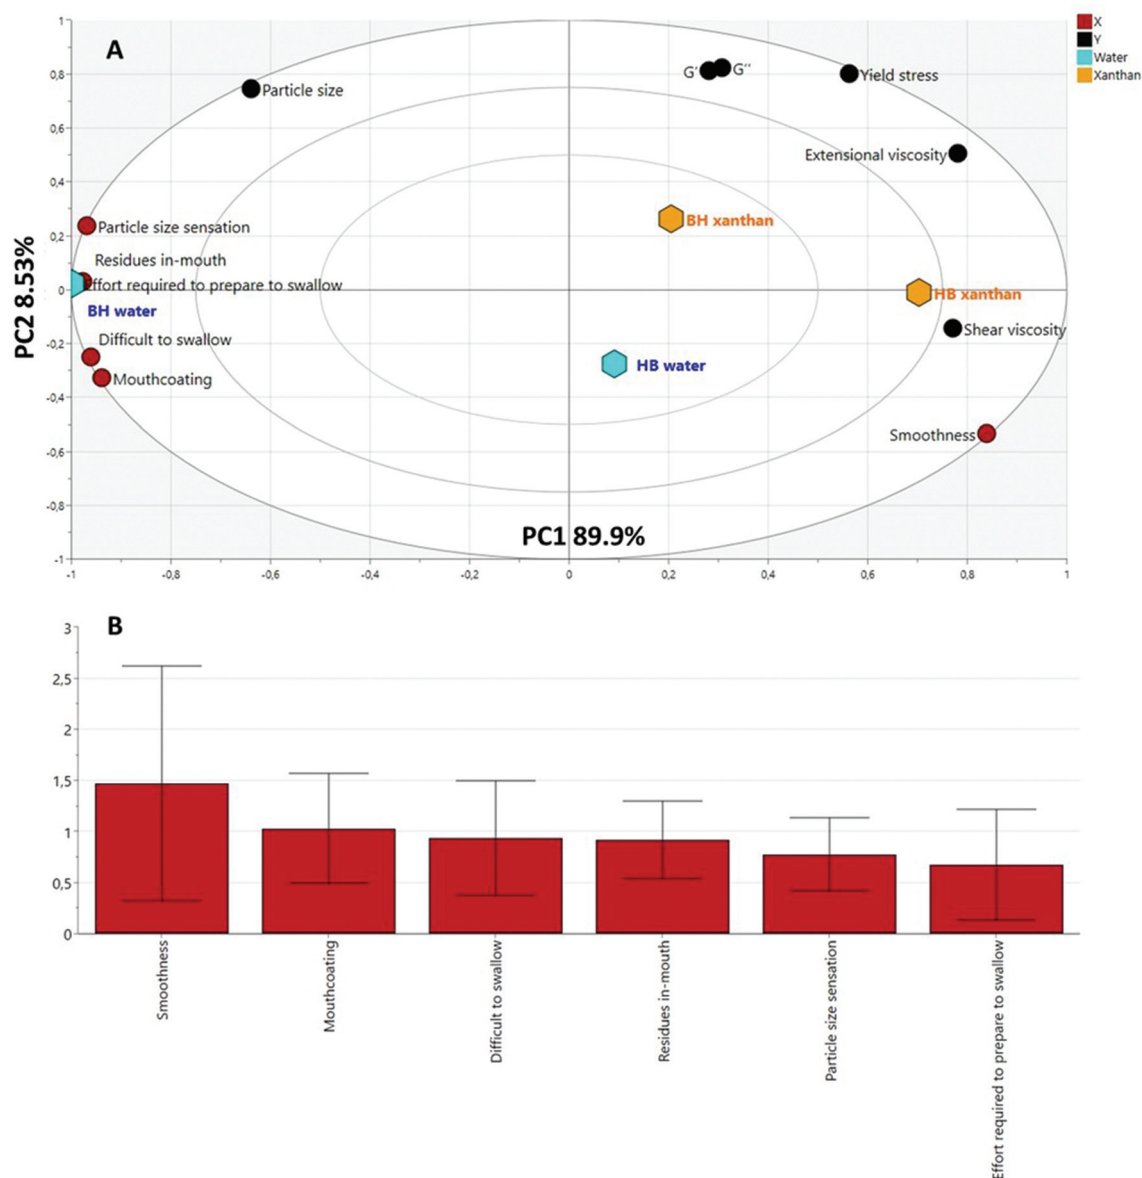 A
X
Y
Water
Xanthan
1
0,8
0,6
0,4
0,2
0
-0,2
-0,4
-0,6
-0,8
-1
PC2 8.53%
G'
G''
Yield stress
Particle size
Extensional viscosity
Particle size sensation
BH xanthan
Residues in-mouth
Effort required to prepare to swallow
HB xanthan
BH water
Shear viscosity
Difficult to swallow
HB water
Mouthcoating
Smoothness
PC1 89.9%
-1
-0,8
-0,6
-0,4
-0,2
0
0,2
0,4
0,6
0,8
1
B
3
2,5
2
1,5
1
0,5
0
Smoothness
Mouthcoating
Difficult to swallow
Residues in-mouth
Particle size sensation
Effort required to prepare to swallow